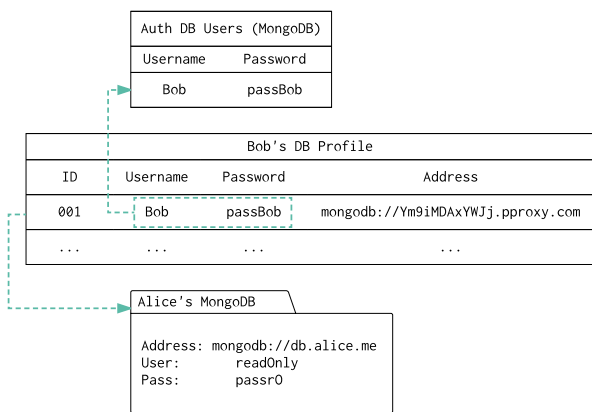 Auth DB Users (MongoDB)
Username Password
Bob passBob
Bob's DB Profile
ID Username Password Address
001 Bob passBob mongodb://Ym9iMDAxYWJj.pproxy.com
... ... ... ...
Alice's MongoDB
Address: mongodb://db.alice.me
User: readOnly
Pass: passrO